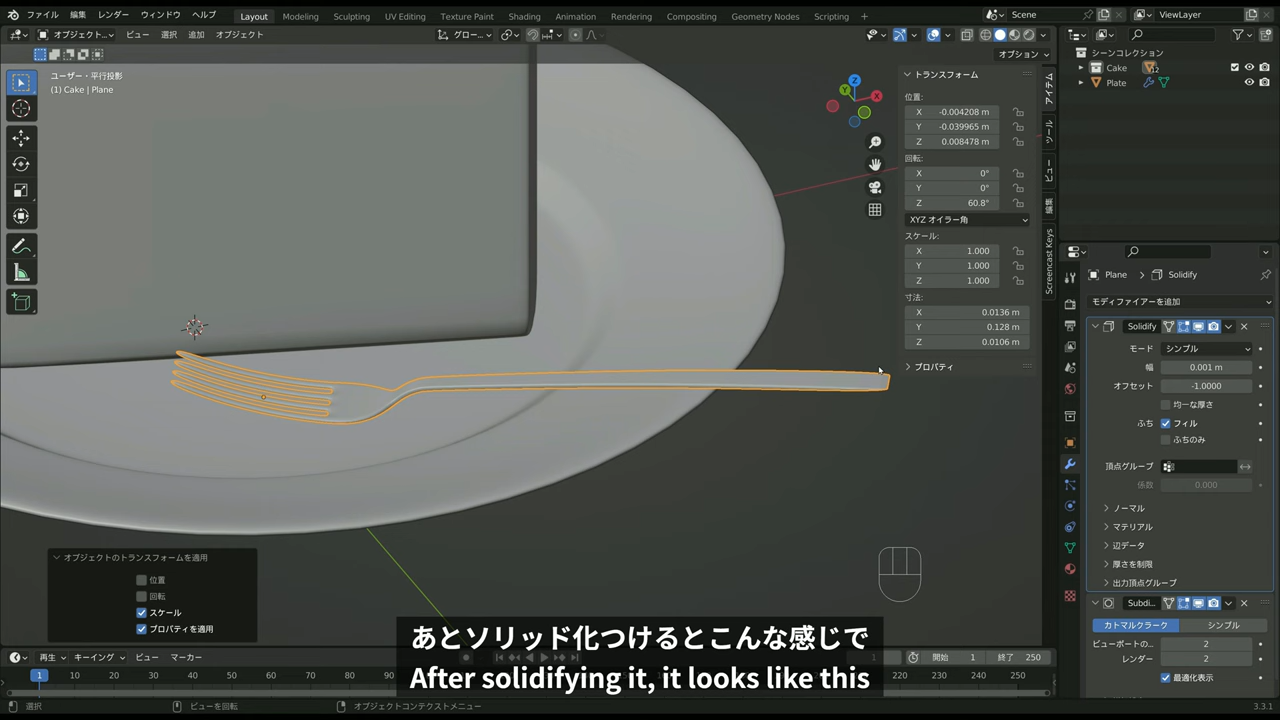 ファイル 編集 レンダー ウィンドウ ヘルプ Layout Modeling Sculpting UV Editing Texture Paint Shading Animation Rendering Compositing Geometry Nodes Scripting + Scene ViewLayer
オブジェクト... ビュー 選択 追加 オブジェクト グロー...
オプション
ユーザー・平行投影
(1) Cake | Plane
トランスフォーム
位置:
X -0.004208 m
Y -0.039965 m
Z 0.008478 m
回転:
X 0°
Y 0°
Z 60.8°
XYZ オイラー角
スケール:
X 1.000
Y 1.000
Z 1.000
寸法:
X 0.0136 m
Y 0.128 m
Z 0.0106 m
プロパティ
アイテム
ツール
ビュー
編集
Screencast Keys
Z
Y
X
シーンコレクション
Cake
Plate
Plane Solidify
モディファイアーを追加
Solidify
モード シンプル
幅 0.001 m
オフセット -1.0000
均一な厚さ
ふち フィル
ふちのみ
頂点グループ
係数 0.000
ノーマル
マテリアル
辺データ
厚さを制限
出力頂点グループ
Subdi...
カトマルクラーク シンプル
ビューポートの... 2
レンダー 2
最適化表示
オブジェクトのトランスフォームを適用
位置
回転
スケール
プロパティを適用
あとソリッド化つけるとこんな感じで
After solidifying it, it looks like this
再生 キーイング ビュー マーカー 1 開始 1 終了 250
1
選択 ビューを回転 オブジェクトコンテクストメニュー 3.3.1